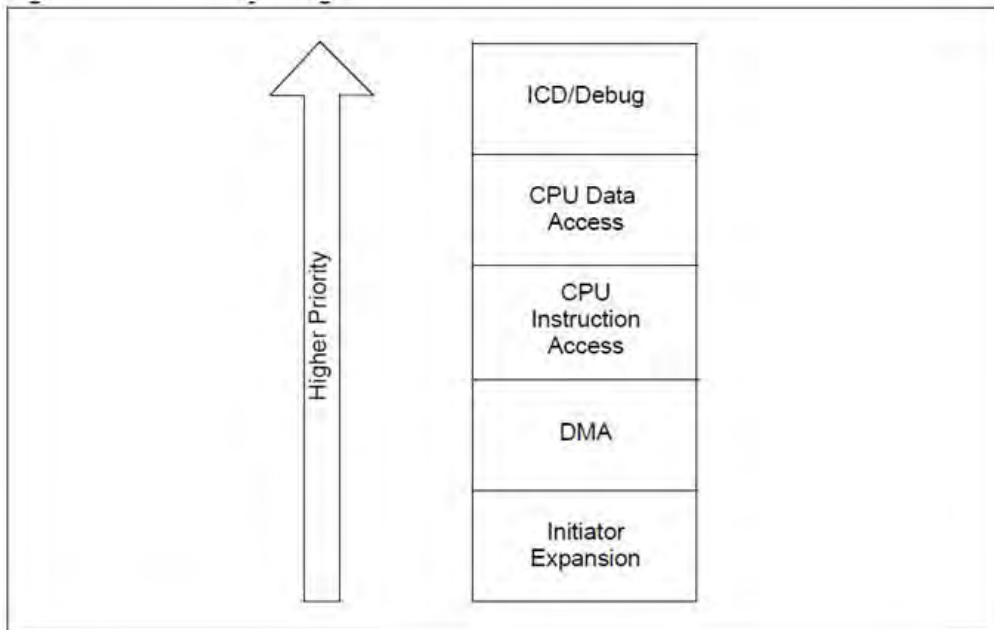 ICD/Debug
CPU Data
Access
CPU
Instruction
Access
DMA
Initiator
Expansion
Higher Priority